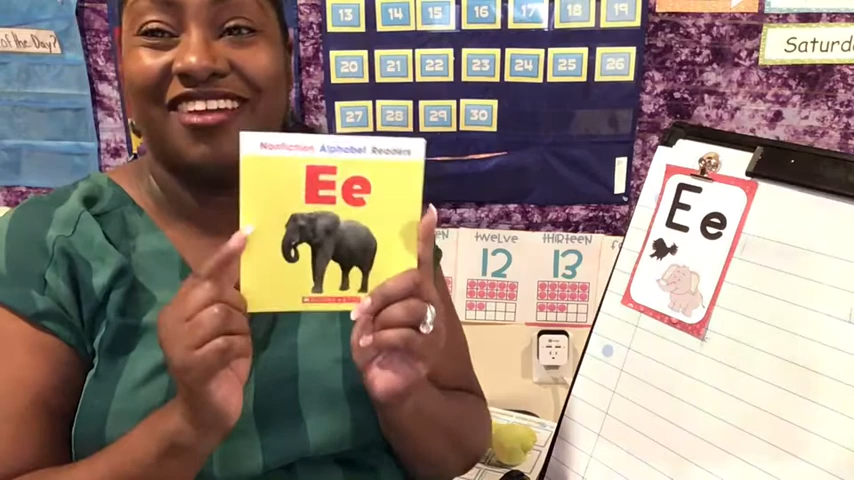 of the Day?
13 14 15 16 17 18 19
20 21 22 23 24 25 26
27 28 29 30
Saturda
Nonfiction Alphabet Readers
Ee
Ee
TWELVE
12
THIRTEEN
13